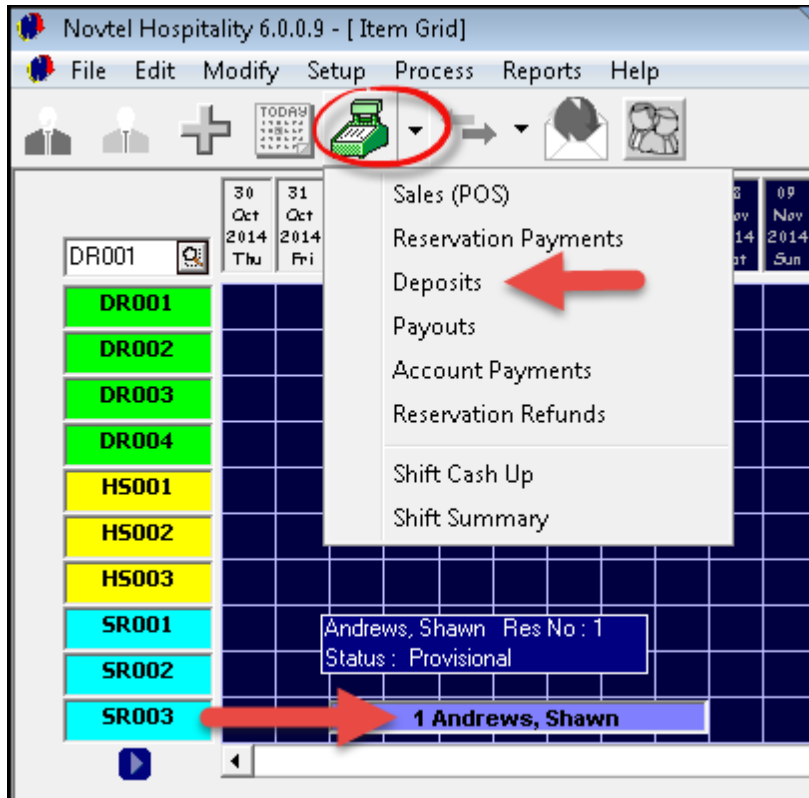 Novtel Hospitality 6.0.0.9 - [ Item Grid]
File Edit Modify Setup Process Reports Help
TODAY
30 Oct 2014 Thu
31 Oct 2014 Fri
09 Nov 2014 Sun
DR001
Sales (POS)
Reservation Payments
Deposits
Payouts
Account Payments
Reservation Refunds
Shift Cash Up
Shift Summary
DR001
DR002
DR003
DR004
HS001
HS002
HS003
SR001
SR002
SR003
Andrews, Shawn Res No : 1
Status : Provisional
1 Andrews, Shawn